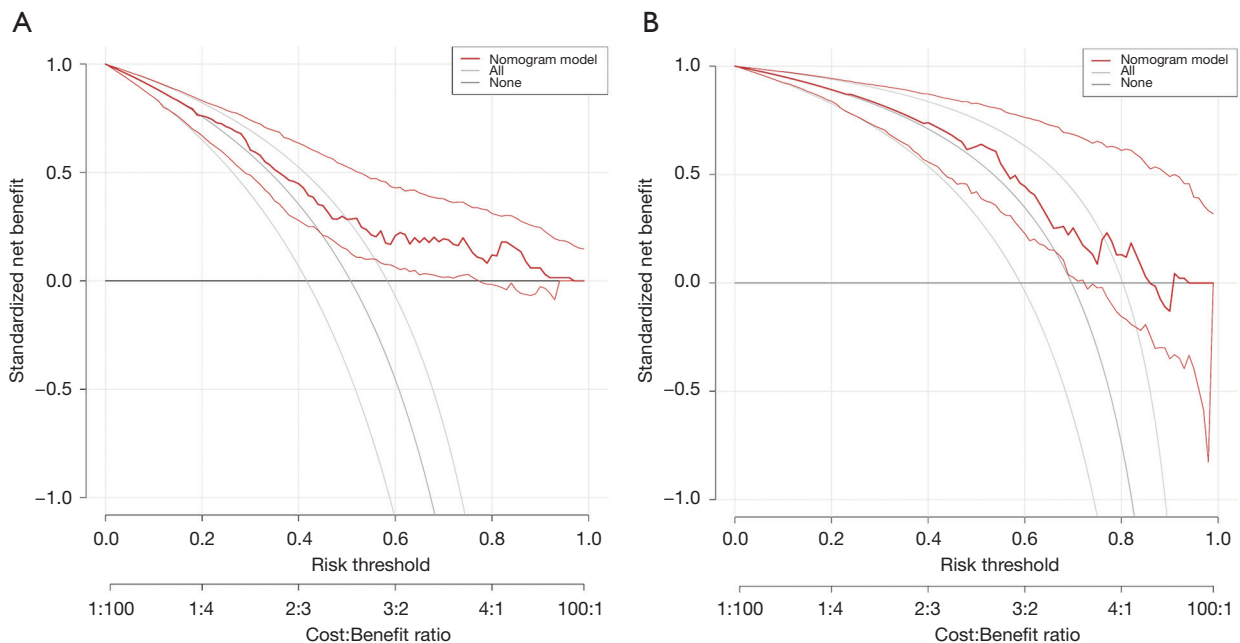 A
Nomogram model
All
None
1.0
0.5
0.0
−0.5
−1.0
Standardized net benefit
0.0 0.2 0.4 0.6 0.8 1.0
Risk threshold
1:100 1:4 2:3 3:2 4:1 100:1
Cost:Benefit ratio
B
Nomogram model
All
None
1.0
0.5
0.0
−0.5
−1.0
Standardized net benefit
0.0 0.2 0.4 0.6 0.8 1.0
Risk threshold
1:100 1:4 2:3 3:2 4:1 100:1
Cost:Benefit ratio